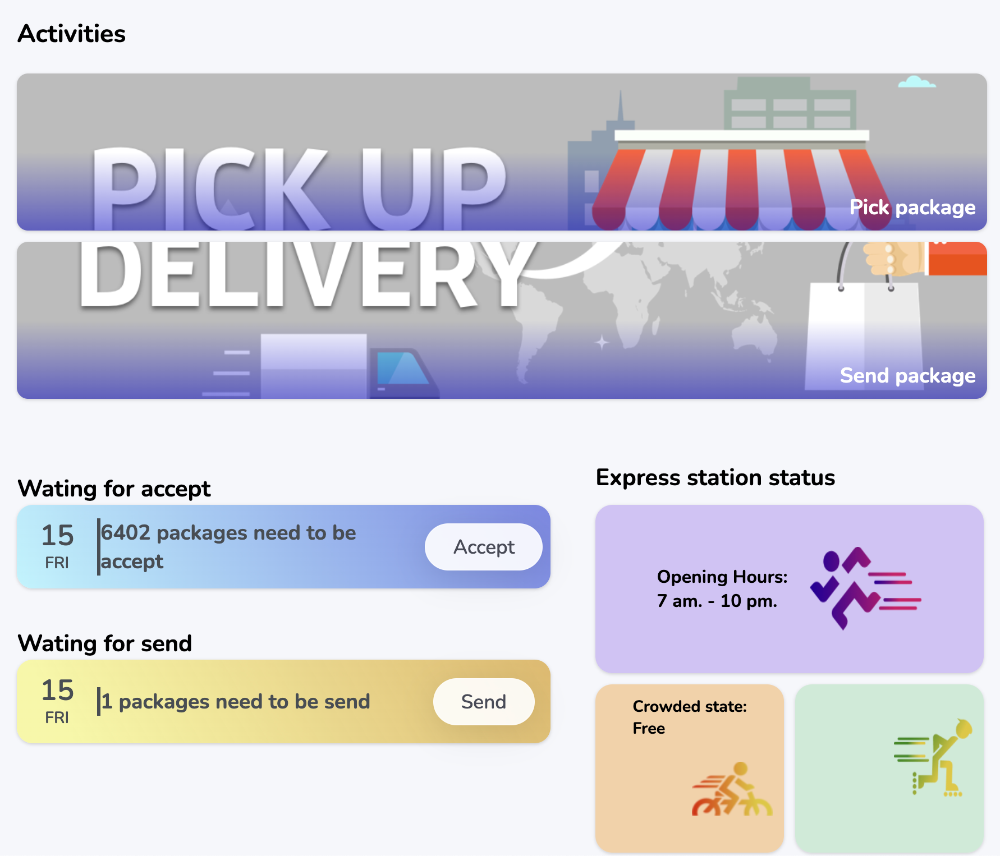 Activities
PICK UP
Pick package
DELIVERY
Send package
Wating for accept
15
FRI
6402 packages need to be
accept
Accept
Wating for send
15
FRI
1 packages need to be send
Send
Express station status
Opening Hours:
7 am. - 10 pm.
Crowded state:
Free